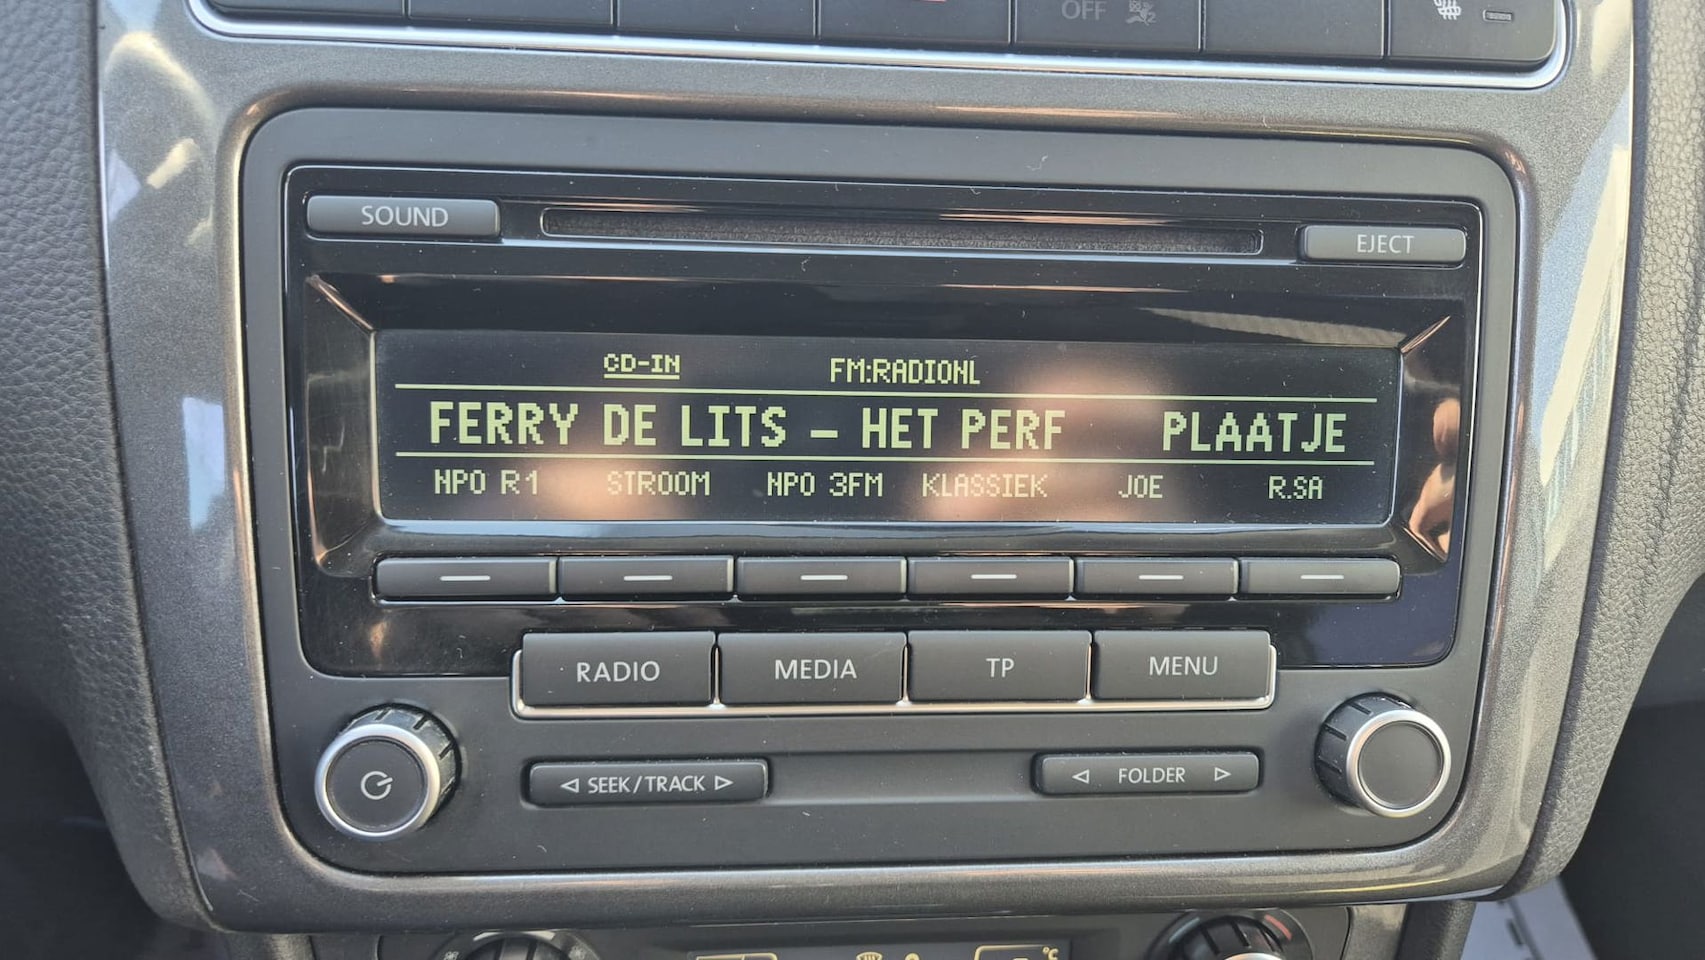 OFF 2
SOUND
EJECT
CD-IN FM:RADIONL
FERRY DE LITS – HET PERF PLAATJE
NPO R1 STROOM NPO 3FM KLASSIEK JOE R.SA
RADIO MEDIA TP MENU
SEEK/TRACK FOLDER
°C